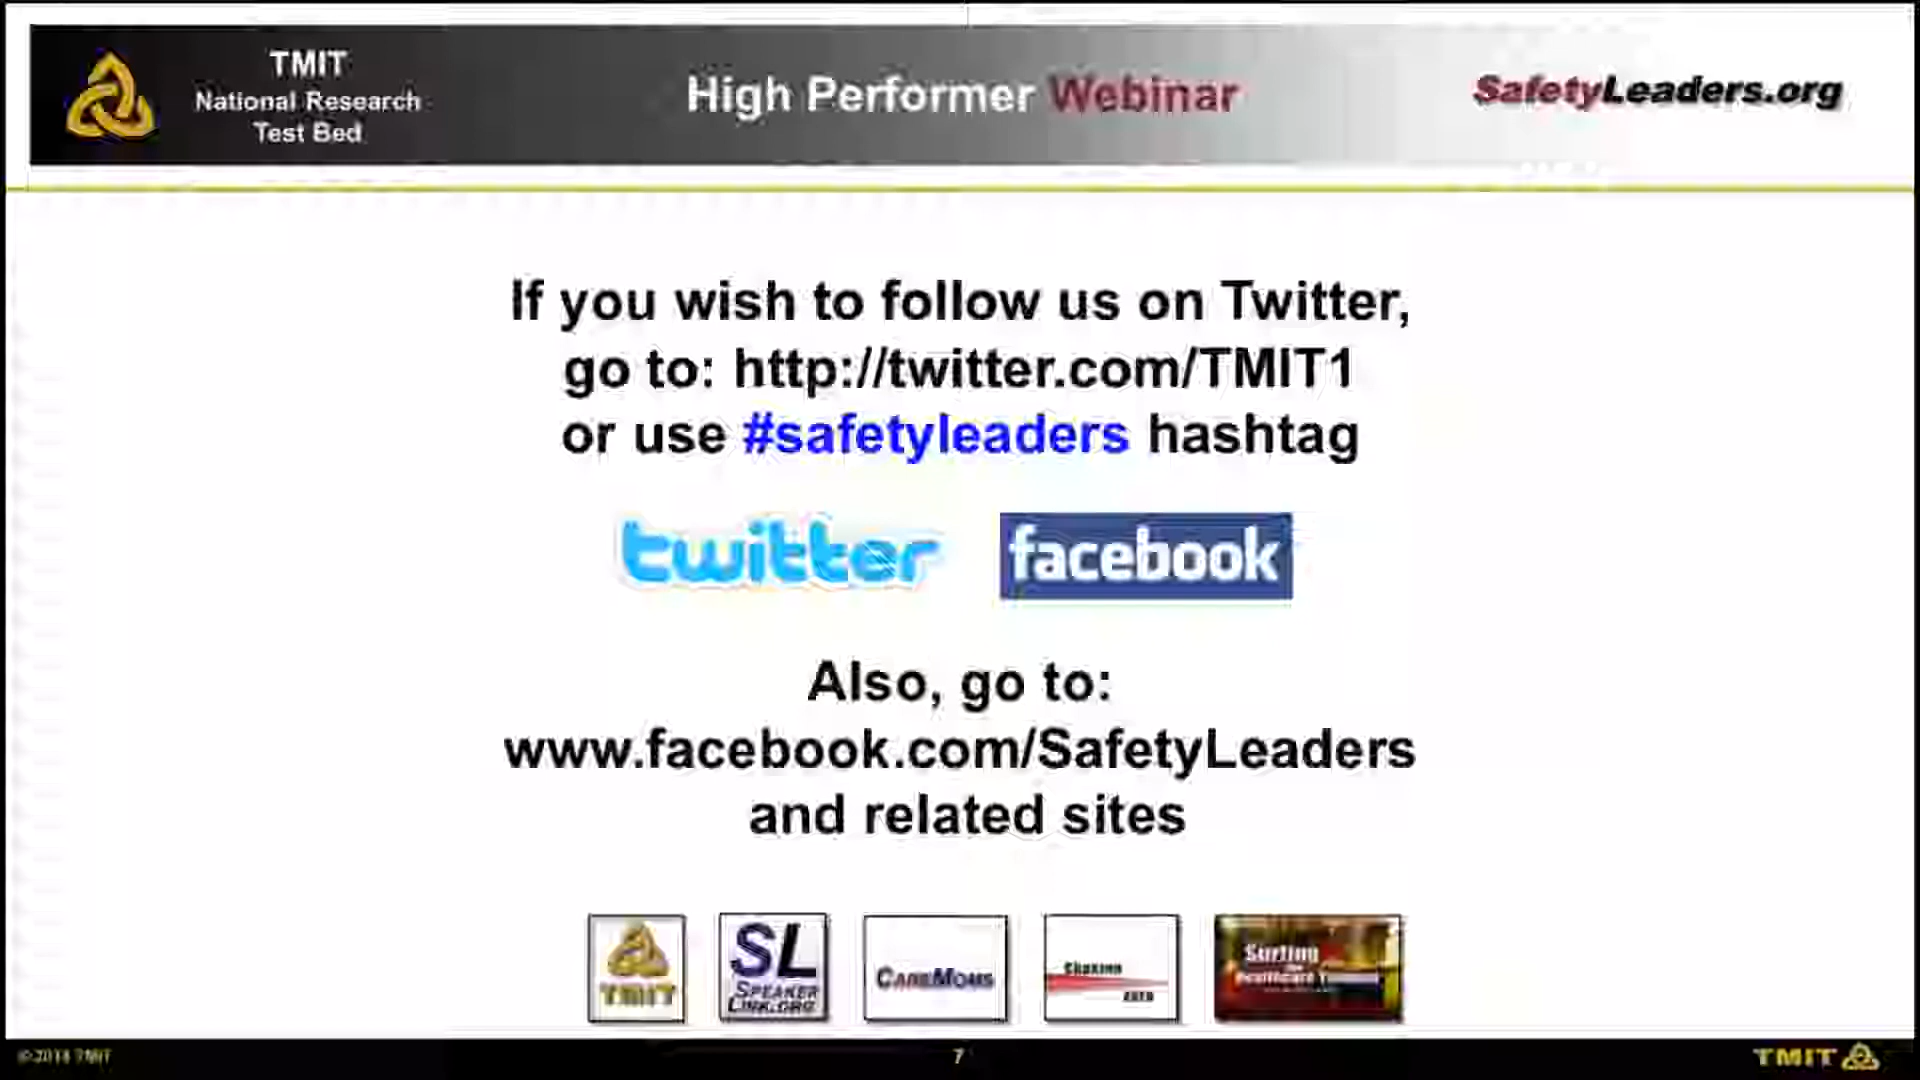 TMIT
National Research
Test Bed
High Performer Webinar
SafetyLeaders.org
If you wish to follow us on Twitter,
go to: http://twitter.com/TMIT1
or use #safetyleaders hashtag
twitter
facebook
Also, go to:
www.facebook.com/SafetyLeaders
and related sites
TMIT
SL
SPEAKER
LINK.ORG
CAREMOMS
Surfing
Healthcare
TMIT
7
TMIT